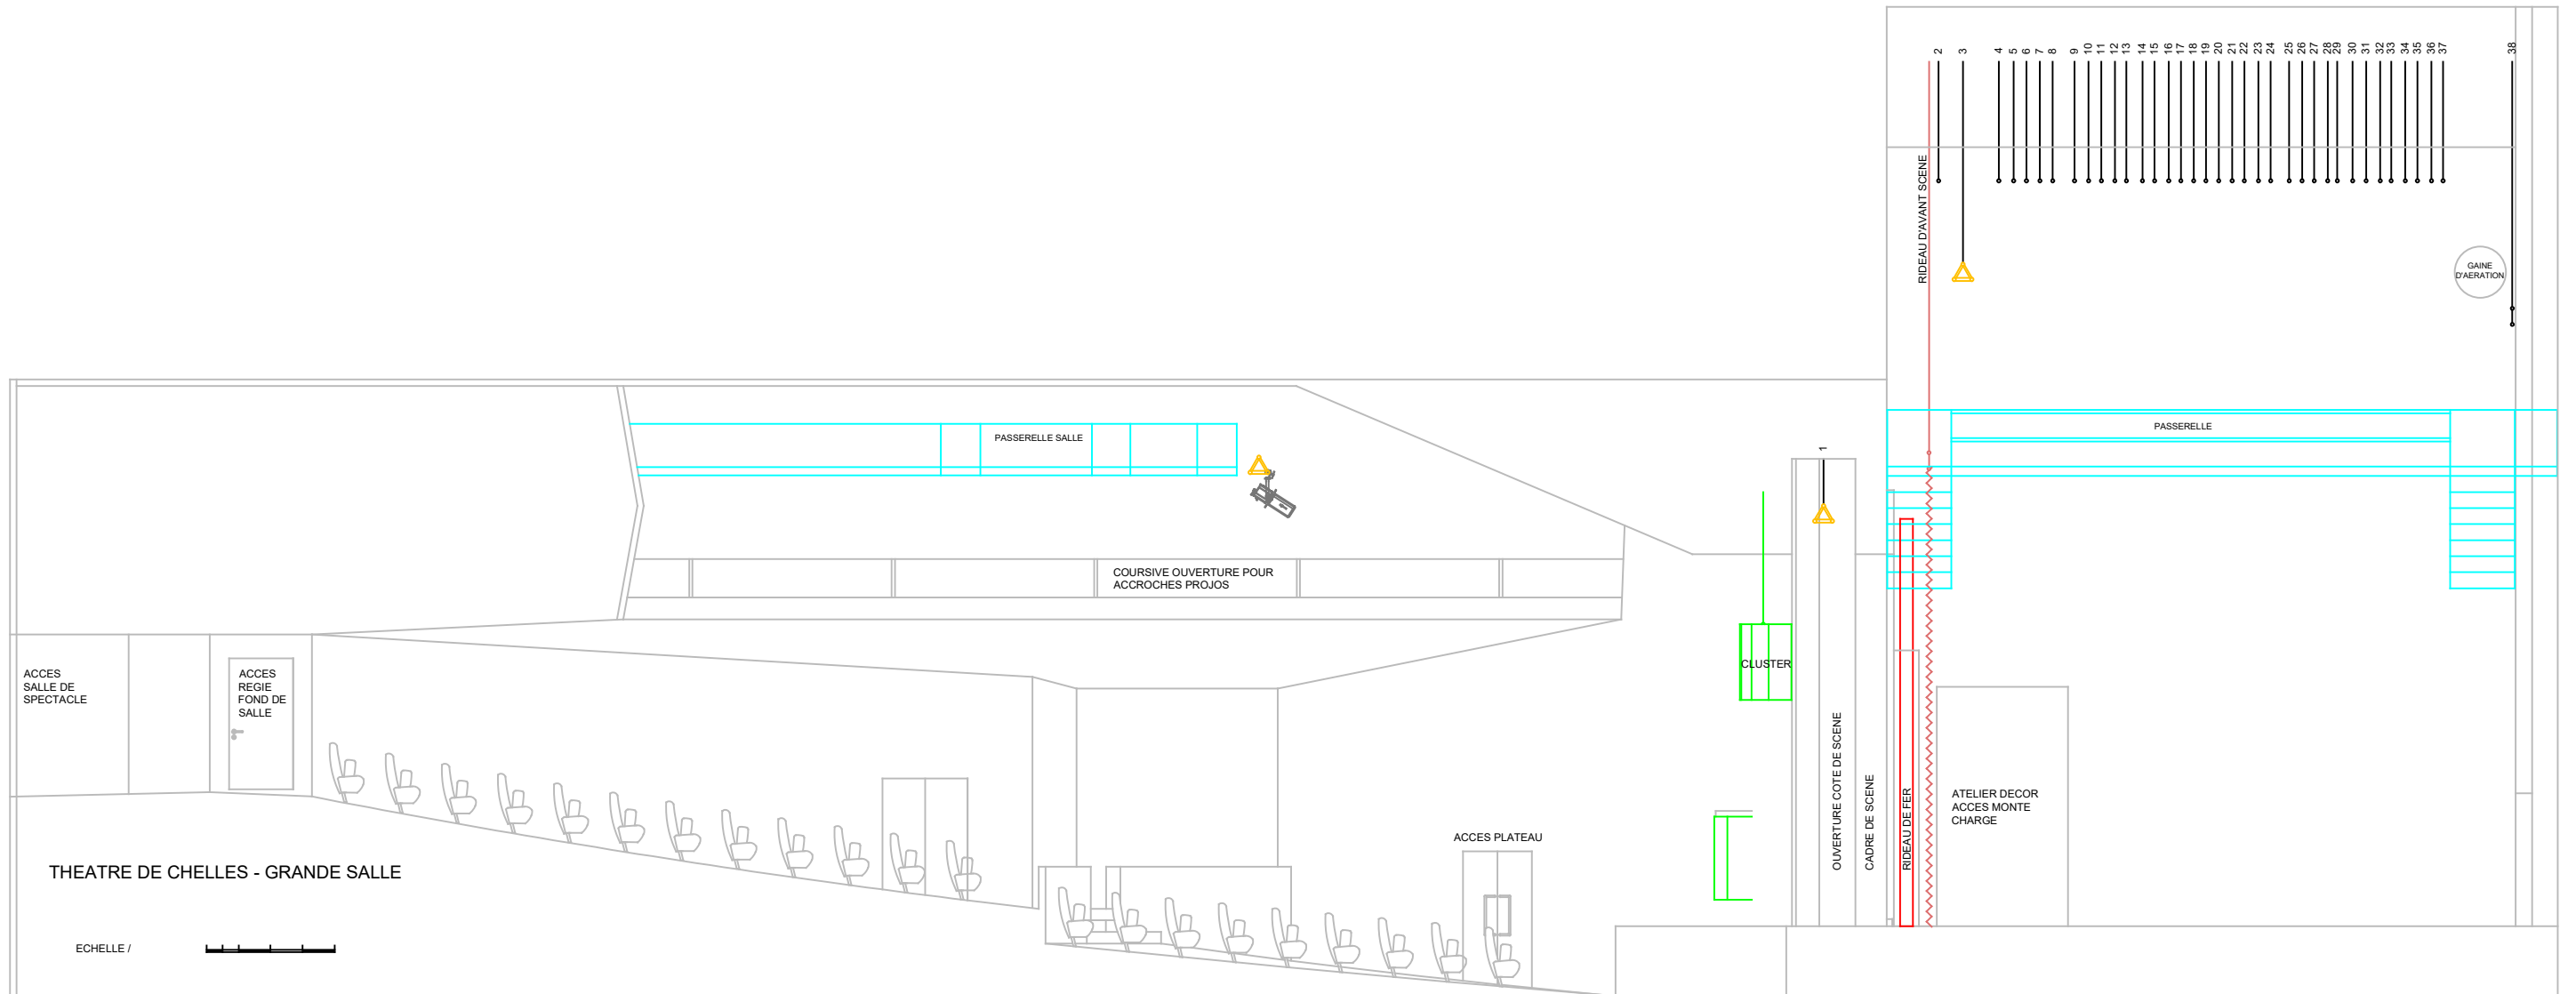 2 3 4 5 6 7 8 9 10 11 12 13 14 15 16 17 18 19 20 21 22 23 24 25 26 27 28 29 30 31 32 33 34 35 36 37 38
RIDEAU D'AVANT SCENE
GAINE
D'AERATION
PASSERELLE SALLE
PASSERELLE
1
COURSIVE OUVERTURE POUR
ACCROCHES PROJOS
CLUSTER
ACCES
SALLE DE
SPECTACLE
ACCES
REGIE
FOND DE
SALLE
OUVERTURE COTE DE SCENE
CADRE DE SCENE
RIDEAU DE FER
ATELIER DECOR
ACCES MONTE
CHARGE
ACCES PLATEAU
THEATRE DE CHELLES - GRANDE SALLE
ECHELLE /